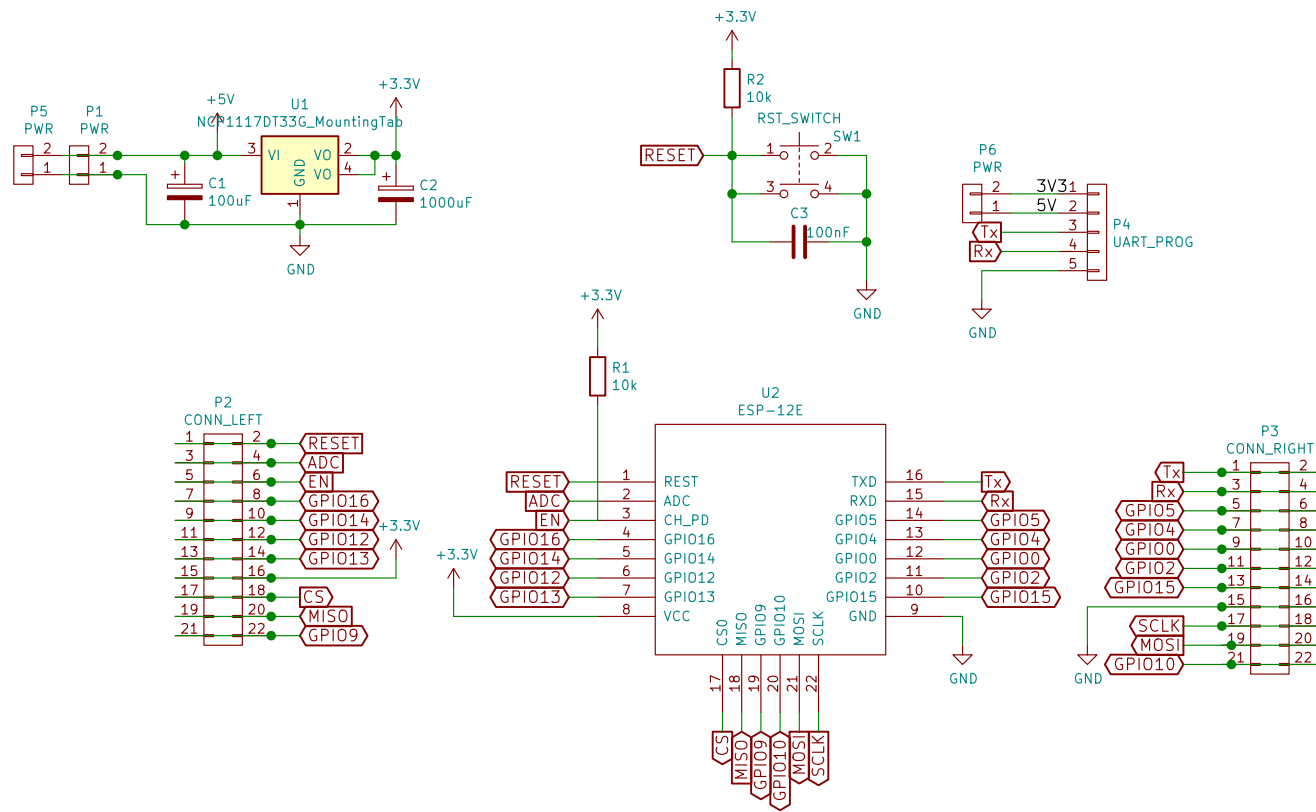 P5
PWR
2
1
P1
PWR
2
1
+5V
U1
NCP1117DT33G_MountingTab
3
VI
VO
2
VO
4
GND
1
+3.3V
+
C1
100uF
+
C2
1000uF
GND
+3.3V
R2
10k
RST_SWITCH
SW1
RESET
1
2
3
4
C3
100nF
GND
P6
PWR
2
1
3V3
5V
Tx
Rx
1
2
3
4
5
P4
UART_PROG
GND
+3.3V
R1
10k
P2
CONN_LEFT
1 2 RESET
3 4 ADC
5 6 EN
7 8 GPIO16
9 10 GPIO14
11 12 GPIO12
13 14 GPIO13
15 16
17 18 CS
19 20 MISO
21 22 GPIO9
+3.3V
U2
ESP-12E
RESET 1 REST
ADC 2 ADC
EN 3 CH_PD
GPIO16 4 GPIO16
GPIO14 5 GPIO14
GPIO12 6 GPIO12
GPIO13 7 GPIO13
8 VCC
+3.3V
TXD 16 Tx
RXD 15 Rx
GPIO5 14 GPIO5
GPIO4 13 GPIO4
GPIO0 12 GPIO0
GPIO2 11 GPIO2
GPIO15 10 GPIO15
GND 9
GND
CS0 17 CS
MISO 18 MISO
GPIO9 19 GPIO9
GPIO10 20 GPIO10
MOSI 21 MOSI
SCLK 22 SCLK
P3
CONN_RIGHT
Tx 1 2
Rx 3 4
GPIO5 5 6
GPIO4 7 8
GPIO0 9 10
GPIO2 11 12
GPIO15 13 14
15 16
SCLK 17 18
MOSI 19 20
GPIO10 21 22
GND